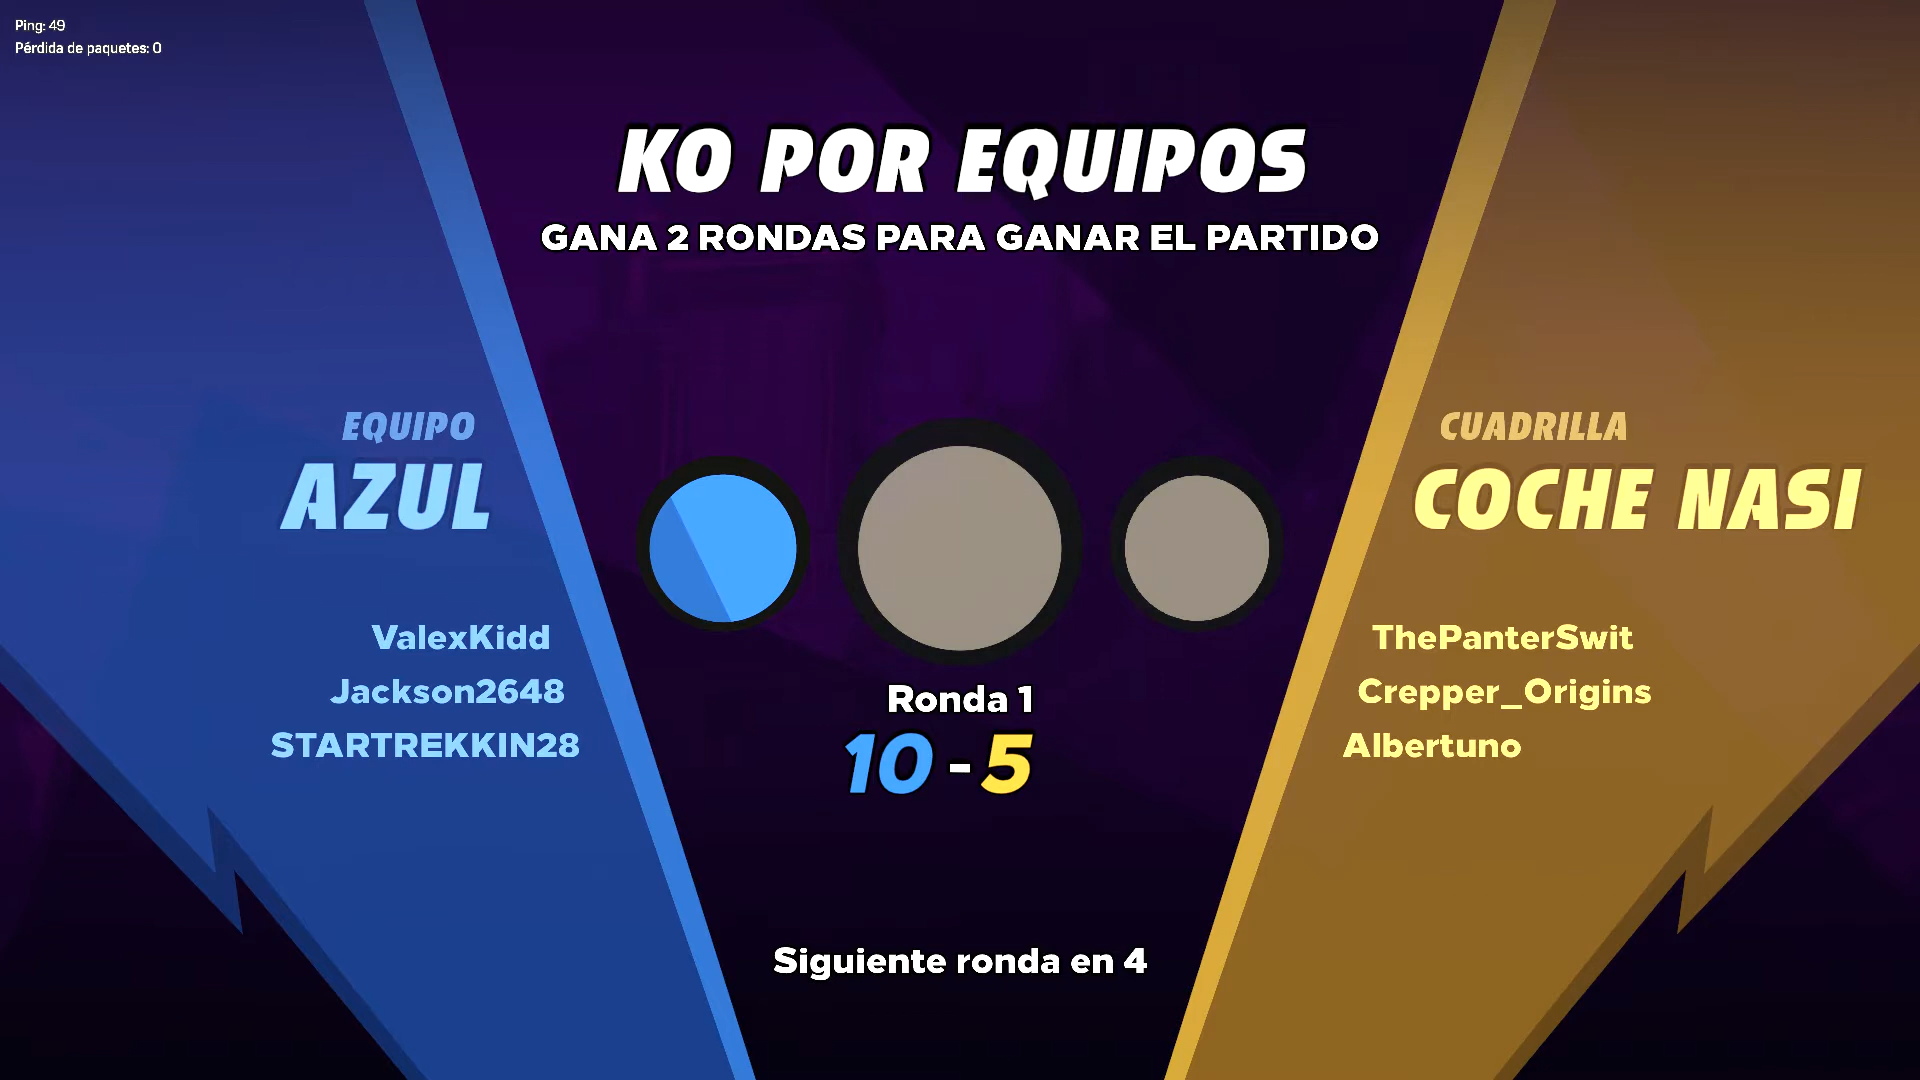 Ping: 49
Pérdida de paquetes: 0
KO POR EQUIPOS
GANA 2 RONDAS PARA GANAR EL PARTIDO
EQUIPO
AZUL
ValexKidd
Jackson2648
STARTREKKIN28
Ronda 1
10 - 5
CUADRILLA
COCHE NASI
ThePanterSwit
Crepper_Origins
Albertuno
Siguiente ronda en 4